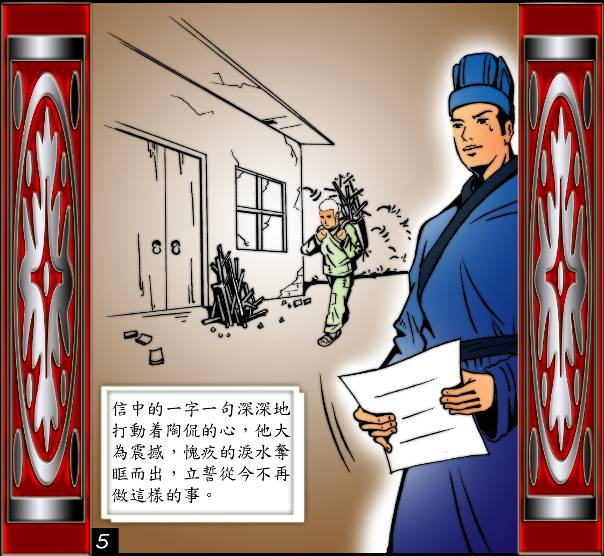 信中的一字一句深深地
打動着陶侃的心，他大
為震撼，愧疚的淚水奪
眶而出，立誓從今不再
做這樣的事。
5